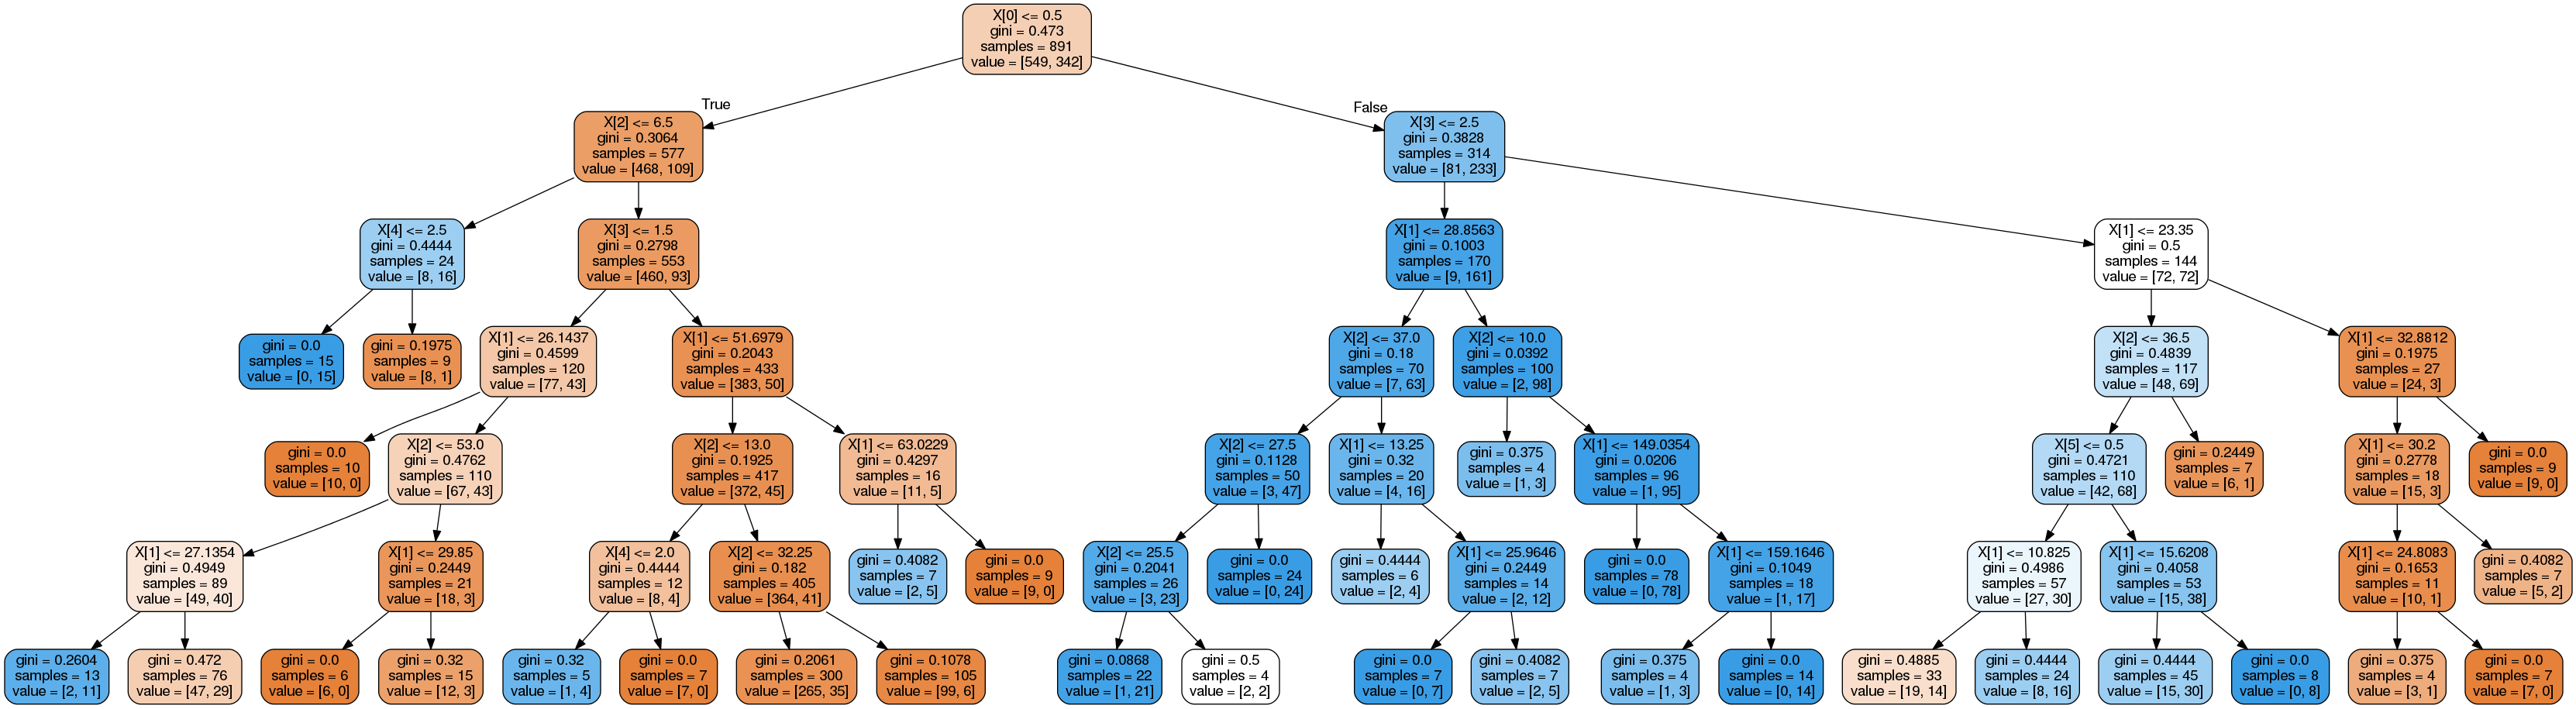 X[0] <= 0.5
gini = 0.473
samples = 891
value = [549, 342]
True
False
X[2] <= 6.5
gini = 0.3064
samples = 577
value = [468, 109]
X[3] <= 2.5
gini = 0.3828
samples = 314
value = [81, 233]
X[4] <= 2.5
gini = 0.4444
samples = 24
value = [8, 16]
X[3] <= 1.5
gini = 0.2798
samples = 553
value = [460, 93]
X[1] <= 28.8563
gini = 0.1003
samples = 170
value = [9, 161]
X[1] <= 23.35
gini = 0.5
samples = 144
value = [72, 72]
gini = 0.0
samples = 15
value = [0, 15]
gini = 0.1975
samples = 9
value = [8, 1]
X[1] <= 26.1437
gini = 0.4599
samples = 120
value = [77, 43]
X[1] <= 51.6979
gini = 0.2043
samples = 433
value = [383, 50]
X[2] <= 37.0
gini = 0.18
samples = 70
value = [7, 63]
X[2] <= 10.0
gini = 0.0392
samples = 100
value = [2, 98]
X[2] <= 36.5
gini = 0.4839
samples = 117
value = [48, 69]
X[1] <= 32.8812
gini = 0.1975
samples = 27
value = [24, 3]
gini = 0.0
samples = 10
value = [10, 0]
X[2] <= 53.0
gini = 0.4762
samples = 110
value = [67, 43]
X[2] <= 13.0
gini = 0.1925
samples = 417
value = [372, 45]
X[1] <= 63.0229
gini = 0.4297
samples = 16
value = [11, 5]
X[2] <= 27.5
gini = 0.1128
samples = 50
value = [3, 47]
X[1] <= 13.25
gini = 0.32
samples = 20
value = [4, 16]
gini = 0.375
samples = 4
value = [1, 3]
X[1] <= 149.0354
gini = 0.0206
samples = 96
value = [1, 95]
X[5] <= 0.5
gini = 0.4721
samples = 110
value = [42, 68]
gini = 0.2449
samples = 7
value = [6, 1]
X[1] <= 30.2
gini = 0.2778
samples = 18
value = [15, 3]
gini = 0.0
samples = 9
value = [9, 0]
X[1] <= 27.1354
gini = 0.4949
samples = 89
value = [49, 40]
X[1] <= 29.85
gini = 0.2449
samples = 21
value = [18, 3]
X[4] <= 2.0
gini = 0.4444
samples = 12
value = [8, 4]
X[2] <= 32.25
gini = 0.182
samples = 405
value = [364, 41]
gini = 0.4082
samples = 7
value = [2, 5]
gini = 0.0
samples = 9
value = [9, 0]
X[2] <= 25.5
gini = 0.2041
samples = 26
value = [3, 23]
gini = 0.0
samples = 24
value = [0, 24]
gini = 0.4444
samples = 6
value = [2, 4]
X[1] <= 25.9646
gini = 0.2449
samples = 14
value = [2, 12]
gini = 0.0
samples = 78
value = [0, 78]
X[1] <= 159.1646
gini = 0.1049
samples = 18
value = [1, 17]
X[1] <= 10.825
gini = 0.4986
samples = 57
value = [27, 30]
X[1] <= 15.6208
gini = 0.4058
samples = 53
value = [15, 38]
X[1] <= 24.8083
gini = 0.1653
samples = 11
value = [10, 1]
gini = 0.4082
samples = 7
value = [5, 2]
gini = 0.2604
samples = 13
value = [2, 11]
gini = 0.472
samples = 76
value = [47, 29]
gini = 0.0
samples = 6
value = [6, 0]
gini = 0.32
samples = 15
value = [12, 3]
gini = 0.32
samples = 5
value = [1, 4]
gini = 0.0
samples = 7
value = [7, 0]
gini = 0.2061
samples = 300
value = [265, 35]
gini = 0.1078
samples = 105
value = [99, 6]
gini = 0.0868
samples = 22
value = [1, 21]
gini = 0.5
samples = 4
value = [2, 2]
gini = 0.0
samples = 7
value = [0, 7]
gini = 0.4082
samples = 7
value = [2, 5]
gini = 0.375
samples = 4
value = [1, 3]
gini = 0.0
samples = 14
value = [0, 14]
gini = 0.4885
samples = 33
value = [19, 14]
gini = 0.4444
samples = 24
value = [8, 16]
gini = 0.4444
samples = 45
value = [15, 30]
gini = 0.0
samples = 8
value = [0, 8]
gini = 0.375
samples = 4
value = [3, 1]
gini = 0.0
samples = 7
value = [7, 0]